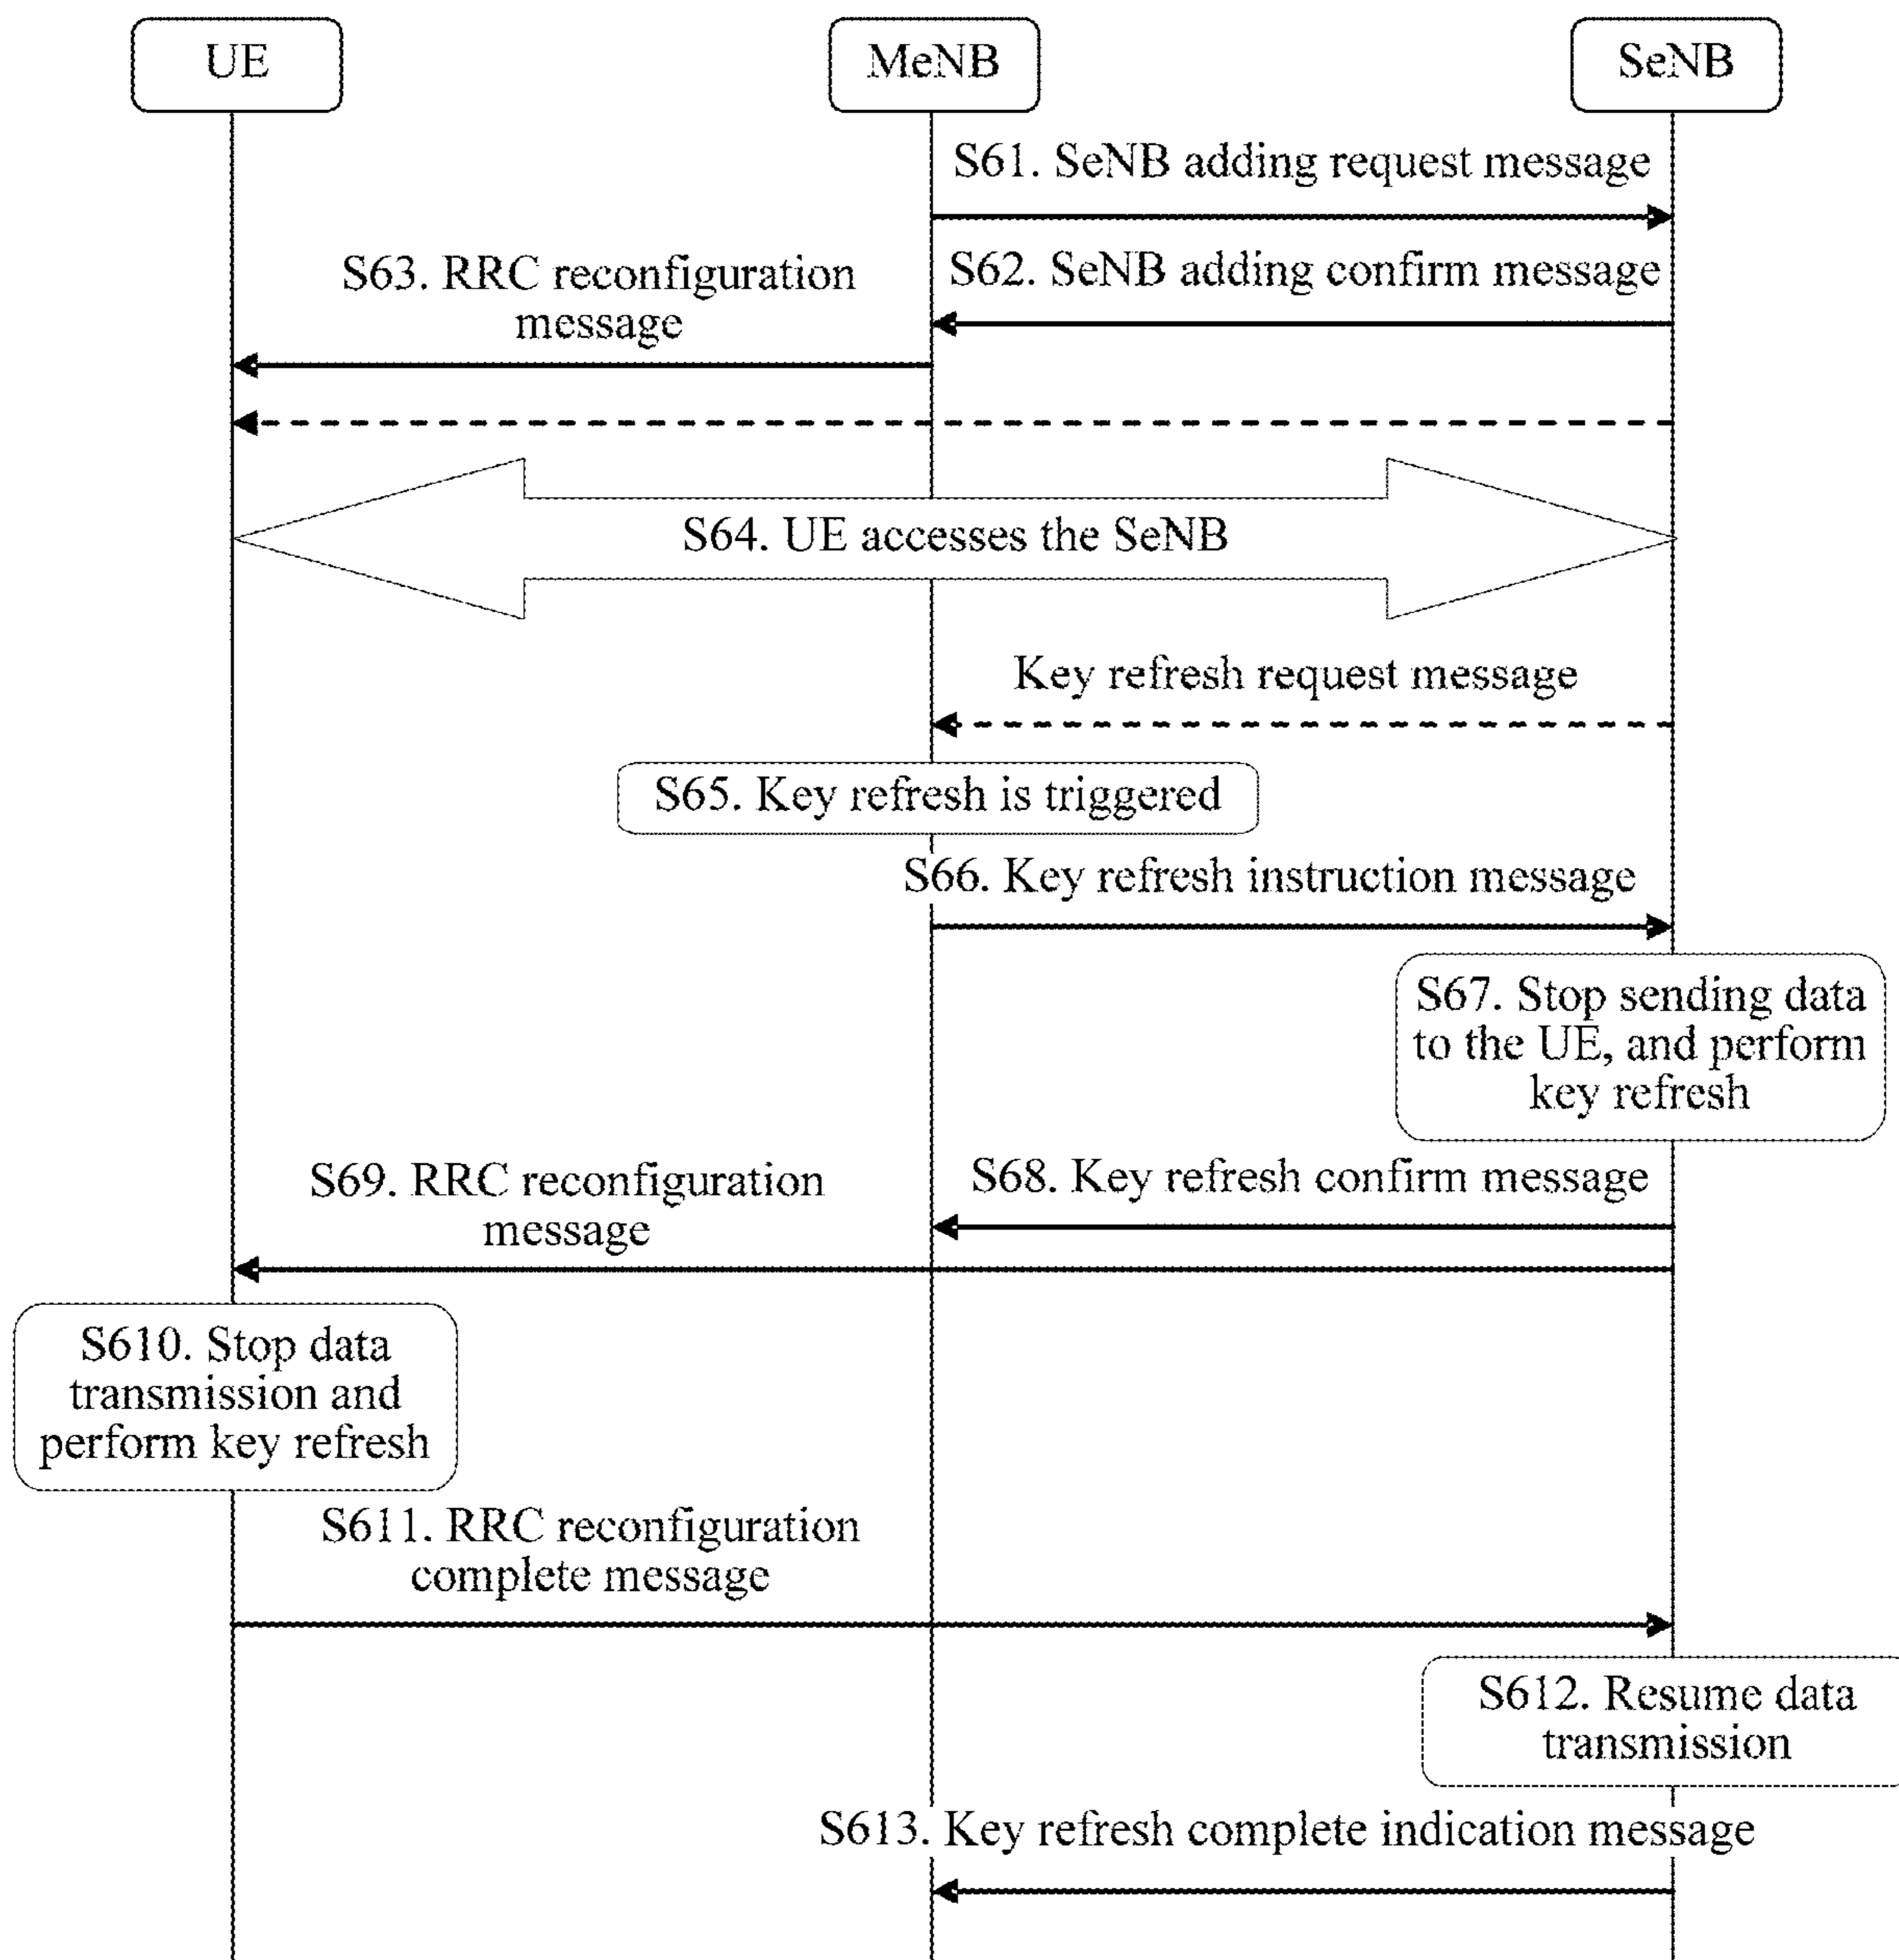 UE
MeNB
SeNB
S61. SeNB adding request message
S62. SeNB adding confirm message
S63. RRC reconfiguration
message
S64. UE accesses the SeNB
Key refresh request message
S65. Key refresh is triggered
S66. Key refresh instruction message
S67. Stop sending data
to the UE, and perform
key refresh
S68. Key refresh confirm message
S69. RRC reconfiguration
message
S610. Stop data
transmission and
perform key refresh
S611. RRC reconfiguration
complete message
S612. Resume data
transmission
S613. Key refresh complete indication message